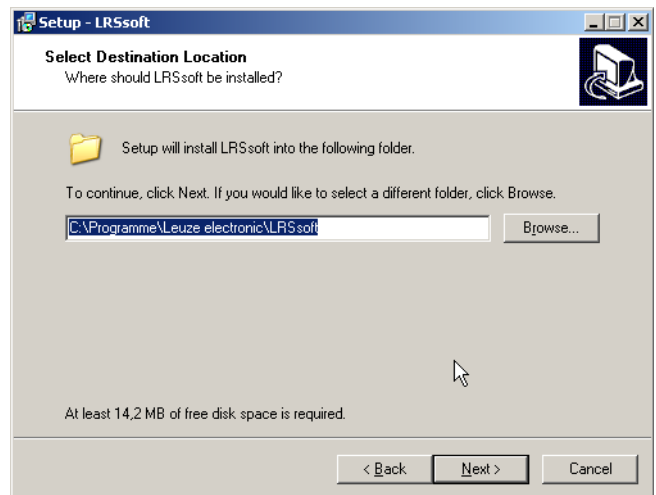 Setup - LRSsoft
Select Destination Location
Where should LRSsoft be installed?
Setup will install LRSsoft into the following folder.
To continue, click Next. If you would like to select a different folder, click Browse.
C:\Programme\Leuze electronic\LRSsoft
Browse...
At least 14,2 MB of free disk space is required.
< Back
Next >
Cancel